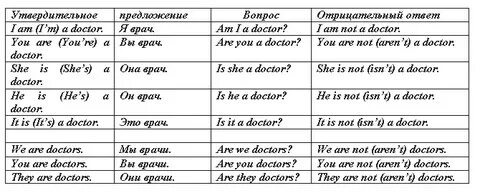 Утвердительное предложение Вопрос Отрицательный ответ
I am (I'm) a doctor. Я врач. Am I a doctor? I am not a doctor.
You are (You're) a doctor. Вы врач. Are you a doctor? You are not (aren't) a doctor.
She is (She's) a doctor. Она врач. Is she a doctor? She is not (isn't) a doctor.
He is (He's) a doctor. Он врач. Is he a doctor? He is not (isn't) a doctor.
It is (It's) a doctor. Это врач. Is it a doctor? It is not (isn't) a doctor.
We are doctors. Мы врачи. Are we doctors? We are not (aren't) doctors.
You are doctors. Вы врачи. Are you doctors? You are not (aren't) doctors.
They are doctors. Они врачи. Are they doctors? They are not (aren't) doctors.